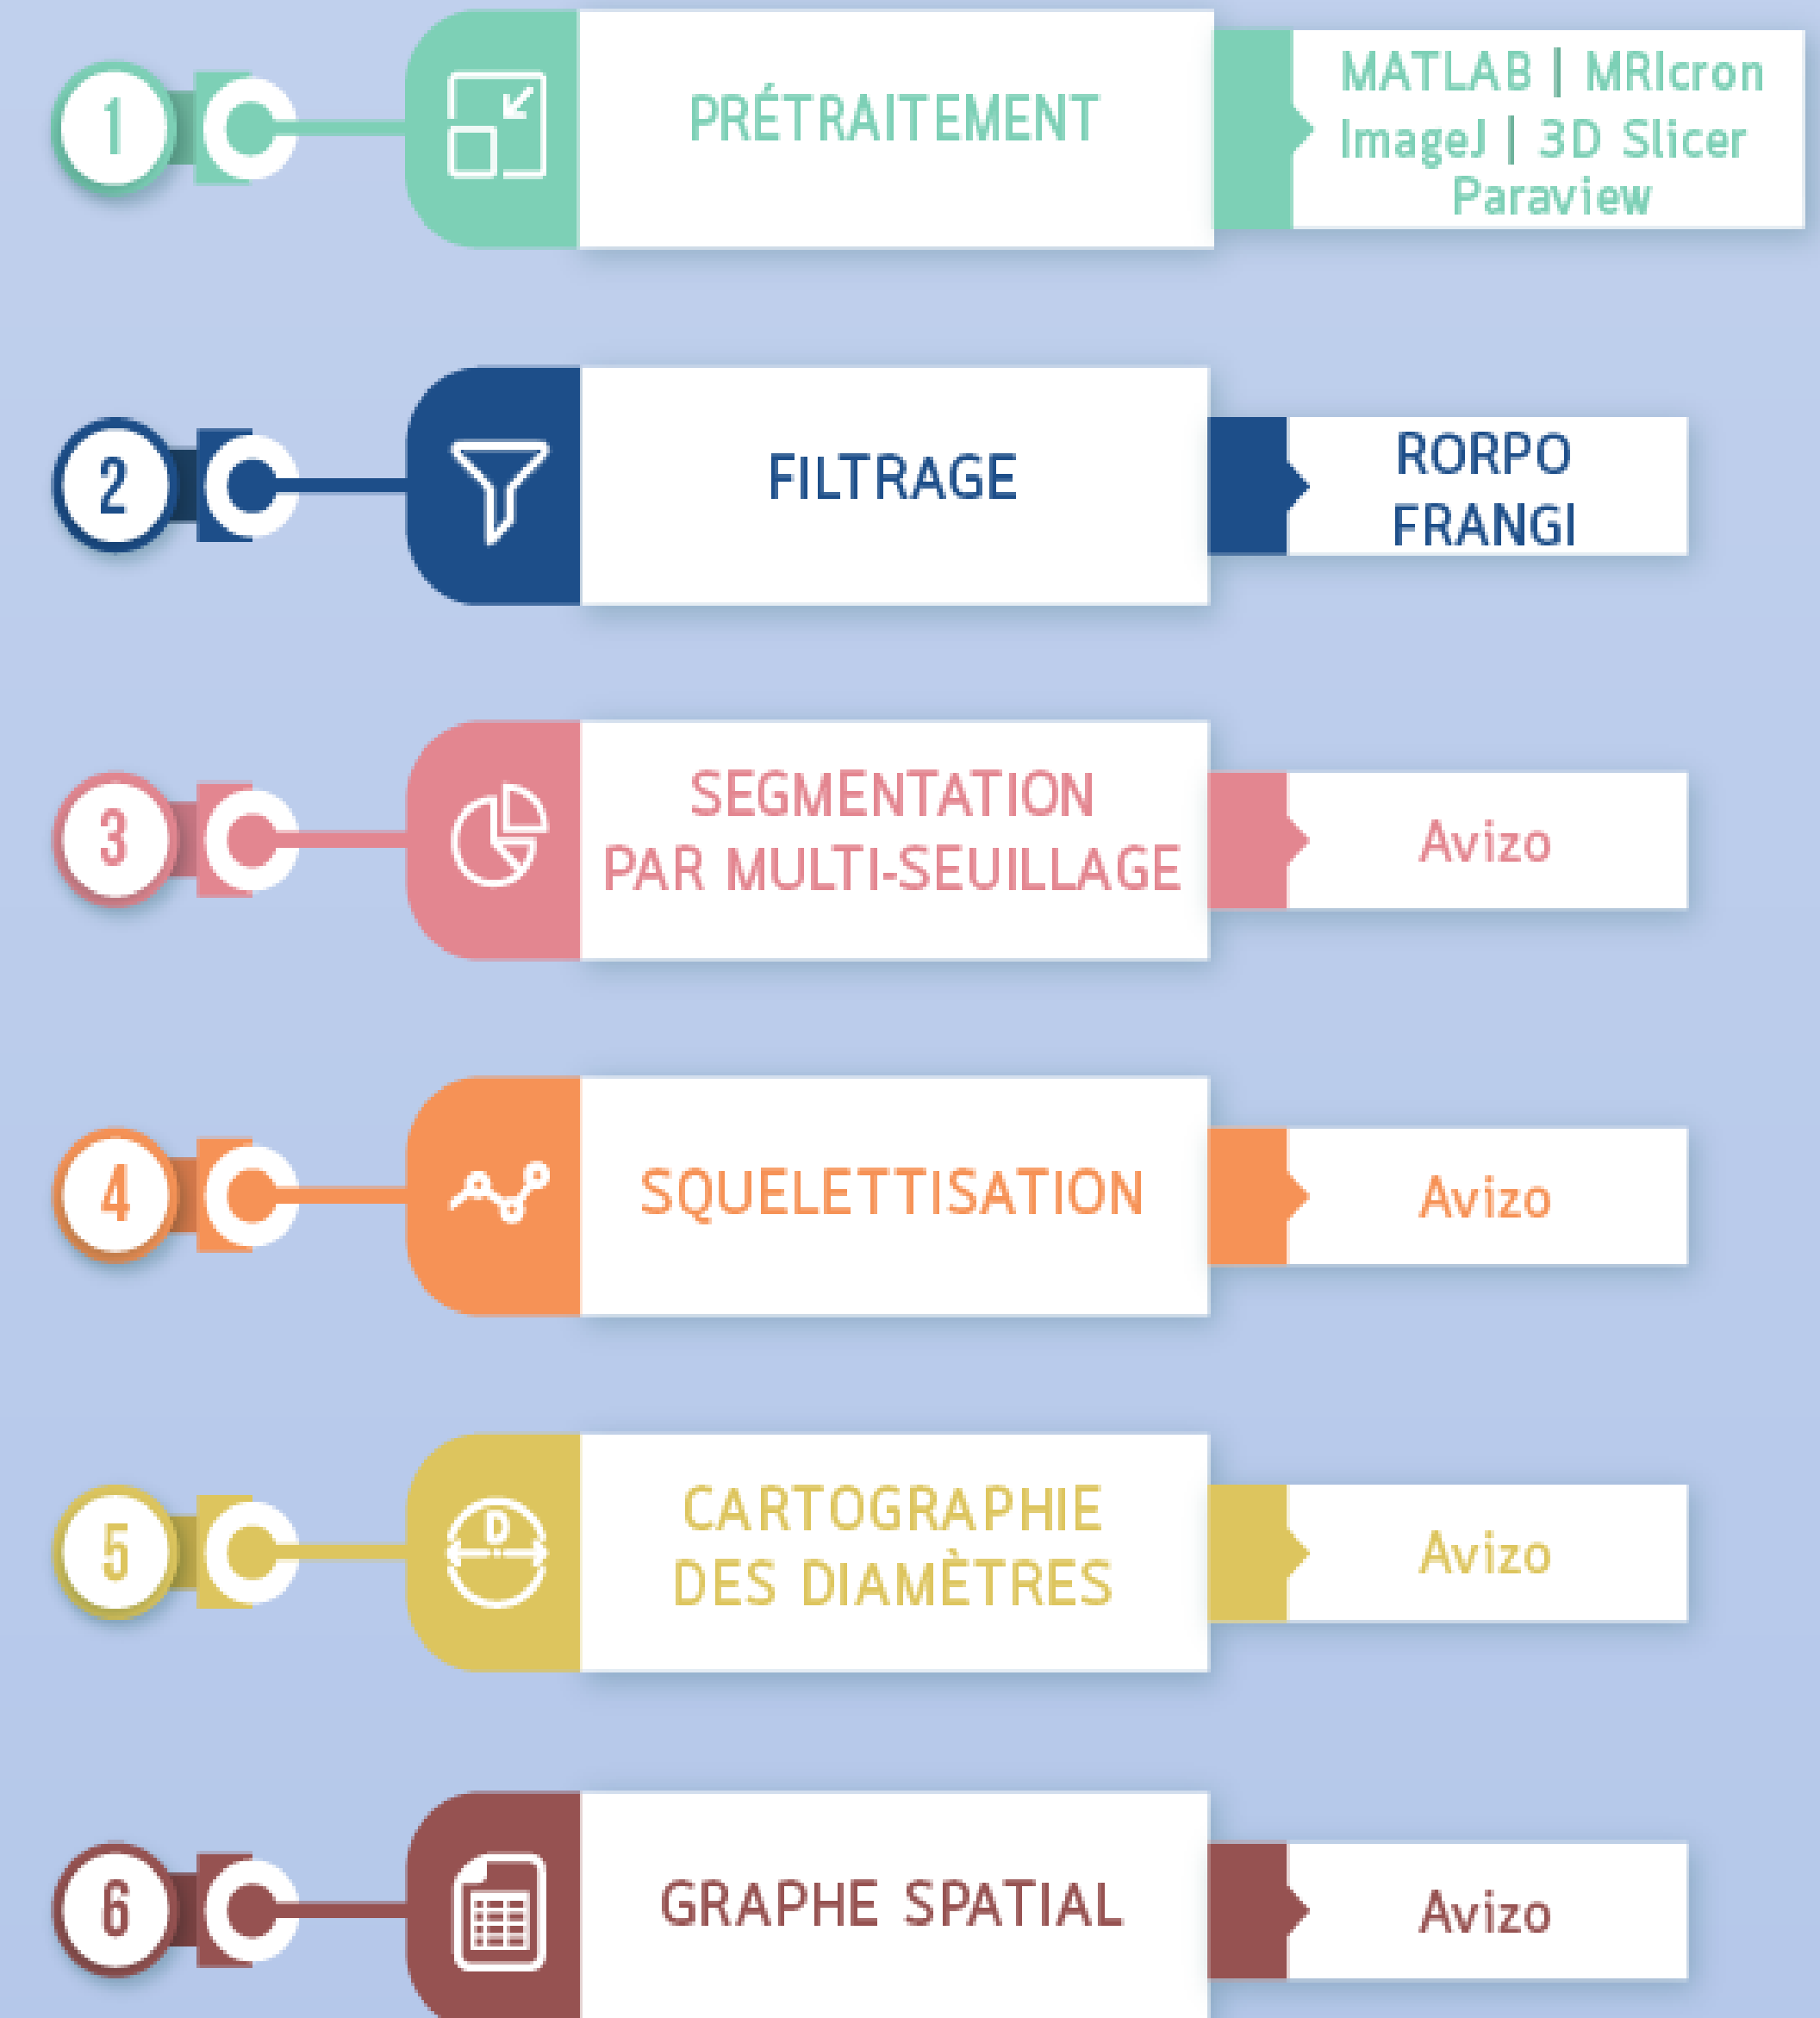 1
PRÉTRAITEMENT
MATLAB | MRIcron
ImageJ | 3D Slicer
Paraview
2
FILTRAGE
RORPO
FRANGI
3
SEGMENTATION
PAR MULTI-SEUILLAGE
Avizo
4
SQUELETTISATION
Avizo
5
D
CARTOGRAPHIE
DES DIAMÈTRES
Avizo
6
GRAPHE SPATIAL
Avizo